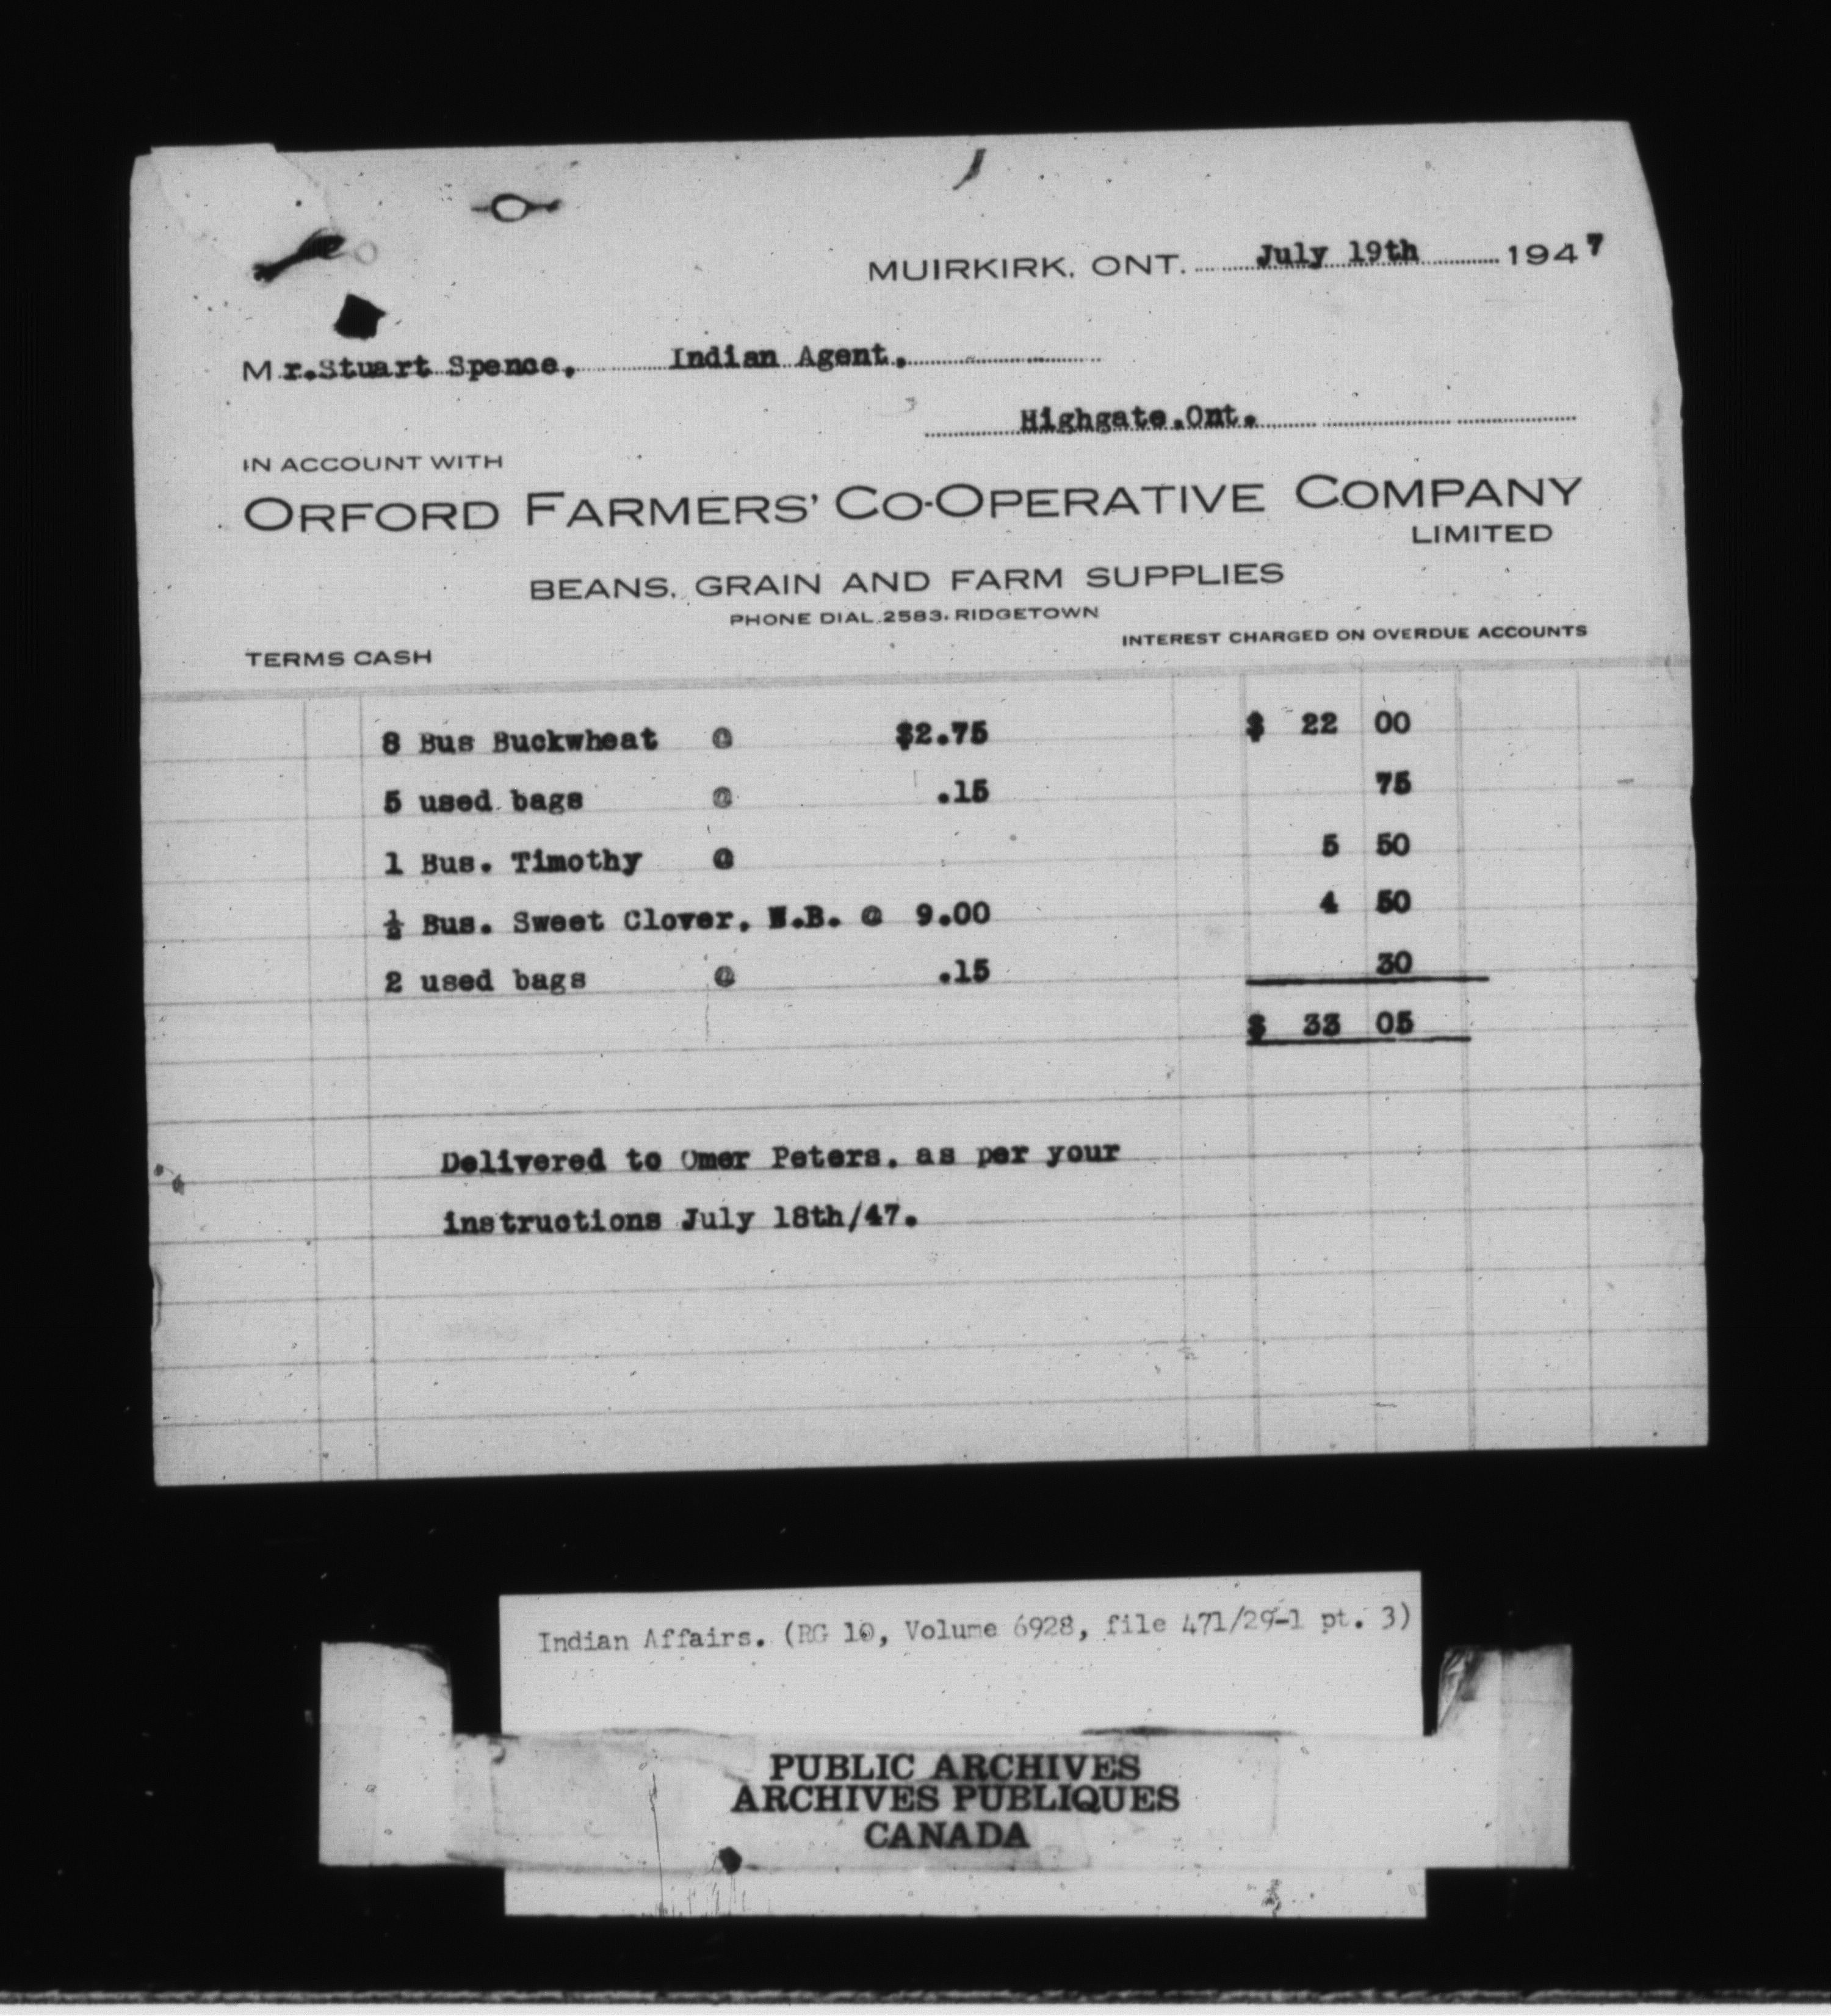 MUIRKIRK, ONT. July 19th 1947
Mr. Stuart Spence, Indian Agent.
Highgate, Ont.
IN ACCOUNT WITH
ORFORD FARMERS' CO-OPERATIVE COMPANY
LIMITED
BEANS, GRAIN AND FARM SUPPLIES
PHONE DIAL 2583, RIDGETOWN
INTEREST CHARGED ON OVERDUE ACCOUNTS
TERMS CASH
8 Bus Buckwheat @ $2.75 $ 22 00
5 used bags @ .15 75
1 Bus. Timothy @ 5 50
½ Bus. Sweet Clover, W.B. @ 9.00 4 50
2 used bags @ .15 30
$ 33 05
Delivered to Omer Peters, as per your
instructions July 18th/47.
Indian Affairs. (RG 10, Volume 6928, file 471/29-1 pt. 3)
PUBLIC ARCHIVES
ARCHIVES PUBLIQUES
CANADA